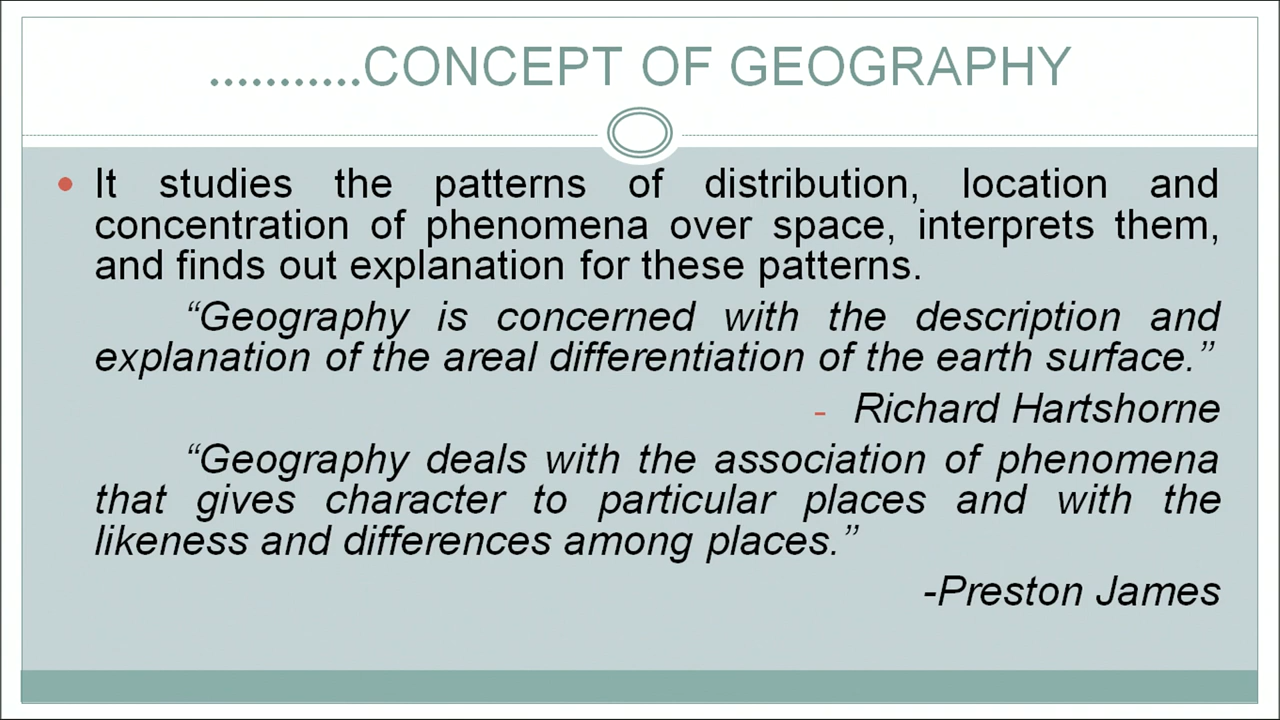 ...........CONCEPT OF GEOGRAPHY
• It studies the patterns of distribution, location and
concentration of phenomena over space, interprets them,
and finds out explanation for these patterns.
“Geography is concerned with the description and
explanation of the areal differentiation of the earth surface.”
- Richard Hartshorne
“Geography deals with the association of phenomena
that gives character to particular places and with the
likeness and differences among places.”
-Preston James